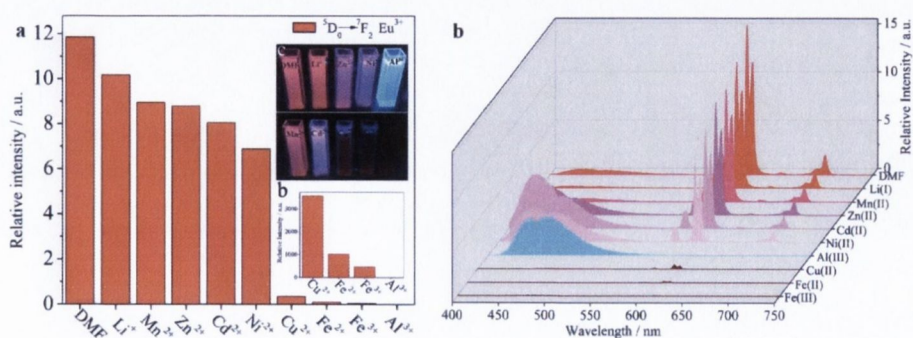 a
⁵D₀→⁷F₂ Eu³⁺
Relative intensity / a.u.
12
10
8
6
4
2
0
DMF Li⁺ Mn²⁺ Zn²⁺ Cd²⁺ Ni²⁺ Cu²⁺ Fe²⁺ Fe³⁺ Al³⁺
c
Li⁺ Zn²⁺ Al³⁺
Mn²⁺ Cd²⁺
b
Relative Intensity / a.u.
Cu²⁺ Fe²⁺ Fe³⁺ Al³⁺
b
15
10
5
0
Relative Intensity / a.u.
DMF
Li(I)
Mn(II)
Zn(II)
Cd(II)
Ni(II)
Al(III)
Cu(II)
Fe(II)
Fe(III)
400 450 500 550 600 650 700 750
Wavelength / nm